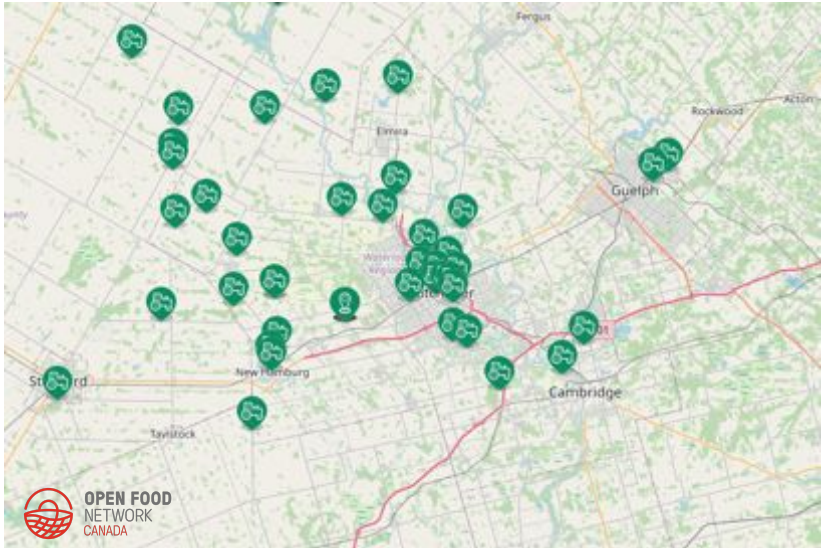 Fergus
Acton
Rockwood
Elmira
Guelph
New Hamburg
Cambridge
Tavistock
OPEN FOOD
NETWORK
CANADA